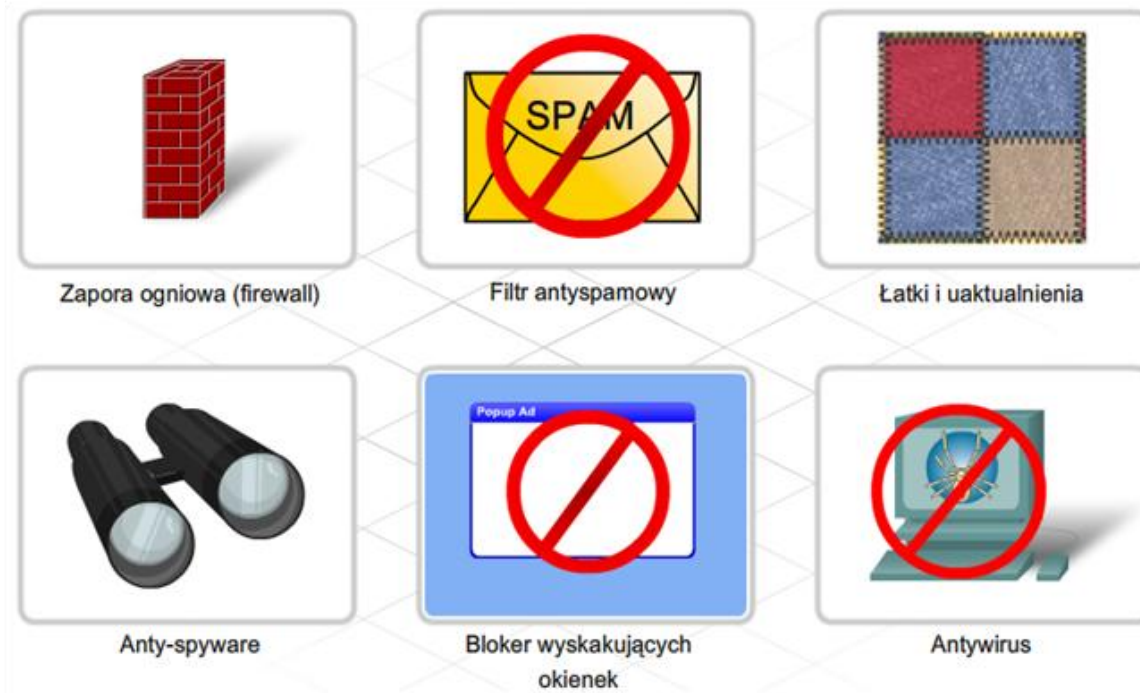 SPAM
Zapora ogniowa (firewall)
Filtr antyspamowy
Łatki i uaktualnienia
Popup Ad
Anty-spyware
Bloker wyskakujących
okienek
Antywirus